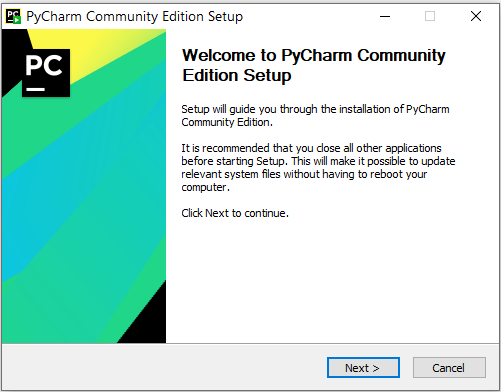 PyCharm Community Edition Setup
PC
Welcome to PyCharm Community
Edition Setup
Setup will guide you through the installation of PyCharm
Community Edition.
It is recommended that you close all other applications
before starting Setup. This will make it possible to update
relevant system files without having to reboot your
computer.
Click Next to continue.
Next >
Cancel